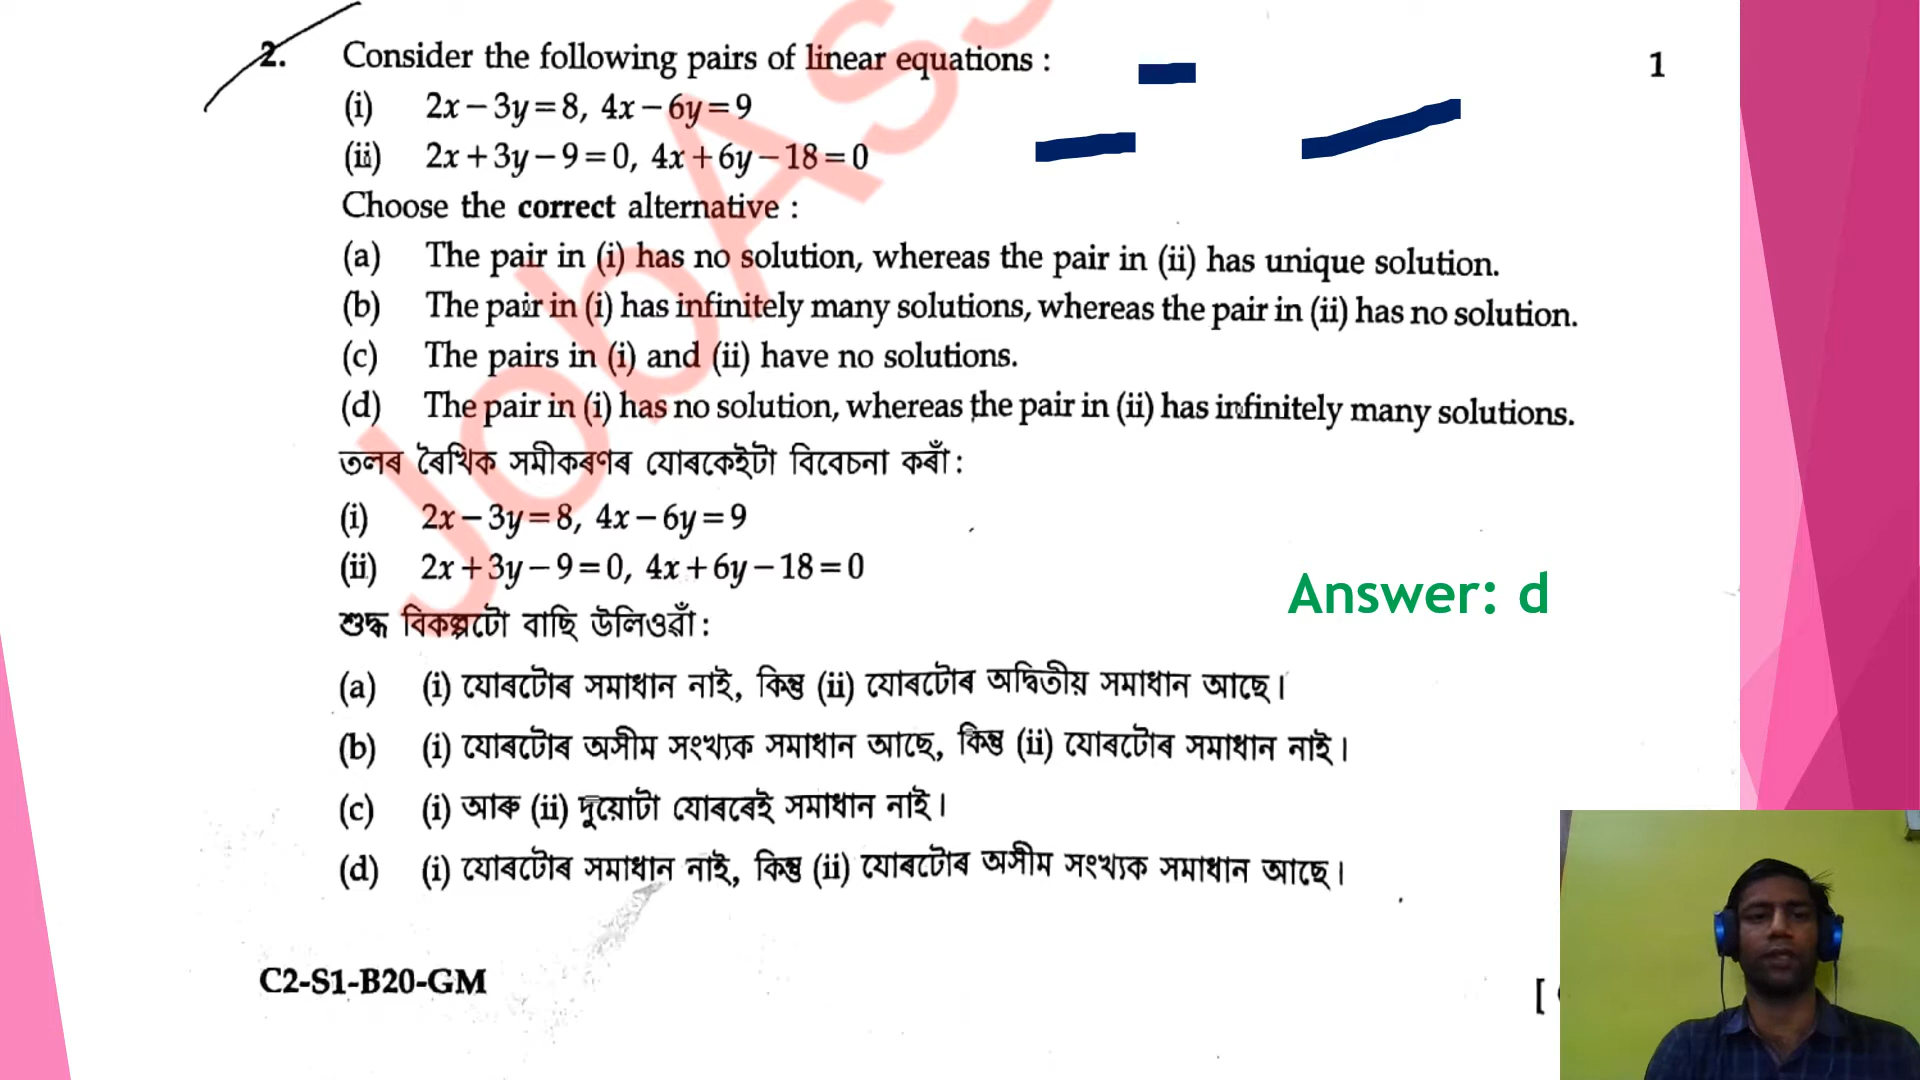 2. Consider the following pairs of linear equations : 1
(i) 2x − 3y = 8, 4x − 6y = 9
(ii) 2x + 3y − 9 = 0, 4x + 6y − 18 = 0
Choose the correct alternative :
(a) The pair in (i) has no solution, whereas the pair in (ii) has unique solution.
(b) The pair in (i) has infinitely many solutions, whereas the pair in (ii) has no solution.
(c) The pairs in (i) and (ii) have no solutions.
(d) The pair in (i) has no solution, whereas the pair in (ii) has infinitely many solutions.
তলৰ ৰৈখিক সমীকৰণৰ যোৰকেইটা বিবেচনা কৰাঁ :
(i) 2x − 3y = 8, 4x − 6y = 9
(ii) 2x + 3y − 9 = 0, 4x + 6y − 18 = 0
Answer: d
শুদ্ধ বিকল্পটো বাছি উলিওৱাঁ :
(a) (i) যোৰটোৰ সমাধান নাই, কিন্তু (ii) যোৰটোৰ অদ্বিতীয় সমাধান আছে।
(b) (i) যোৰটোৰ অসীম সংখ্যক সমাধান আছে, কিন্তু (ii) যোৰটোৰ সমাধান নাই।
(c) (i) আৰু (ii) দুয়োটা যোৰৰেই সমাধান নাই।
(d) (i) যোৰটোৰ সমাধান নাই, কিন্তু (ii) যোৰটোৰ অসীম সংখ্যক সমাধান আছে।
C2-S1-B20-GM [